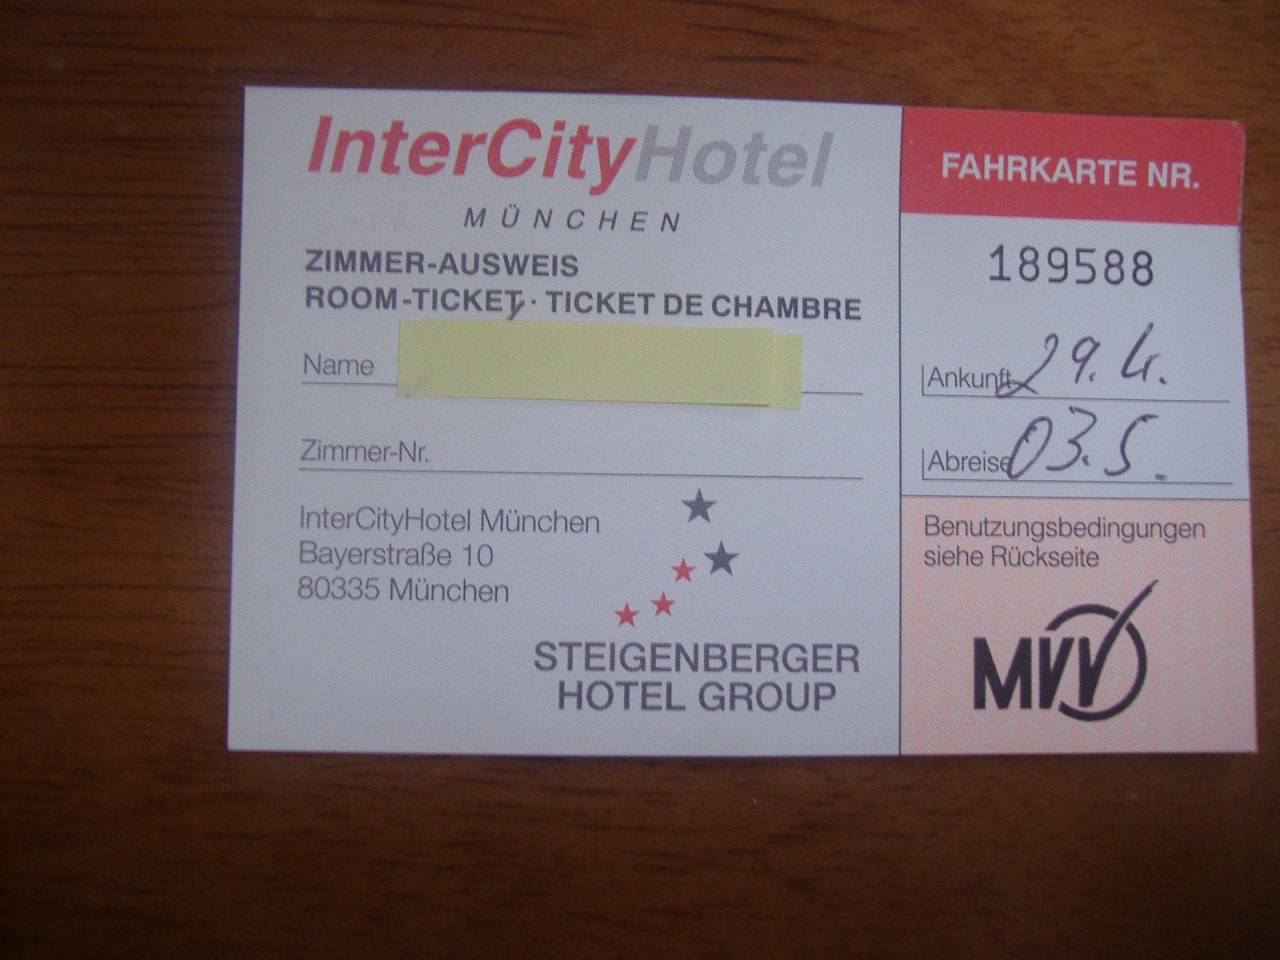 InterCityHotel
MÜNCHEN
ZIMMER-AUSWEIS
ROOM-TICKET · TICKET DE CHAMBRE
Name
Zimmer-Nr.
InterCityHotel München
Bayerstraße 10
80335 München
STEIGENBERGER
HOTEL GROUP
FAHRKARTE NR.
189588
Ankunft 29.4.
Abreise 03.5.
Benutzungsbedingungen
siehe Rückseite
MVV